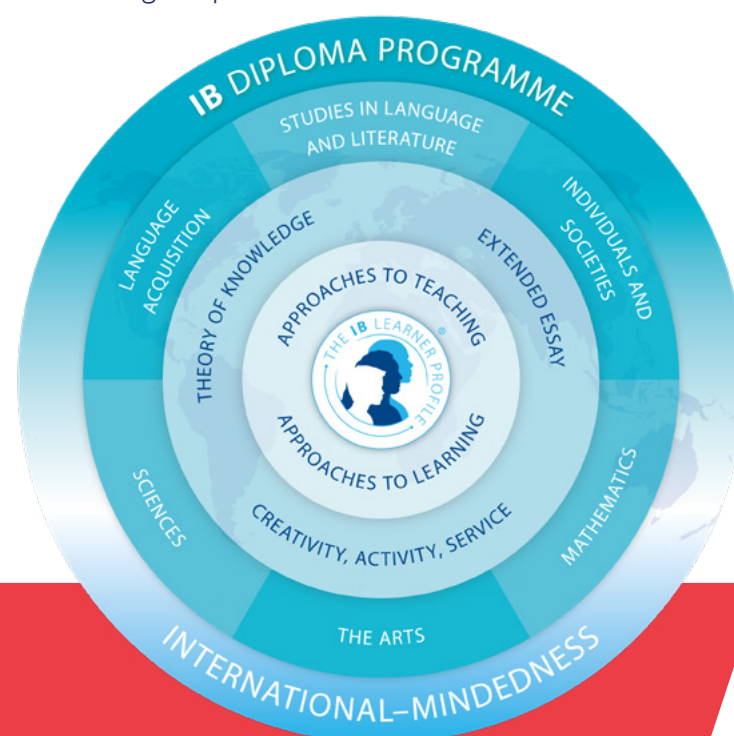 IB DIPLOMA PROGRAMME
STUDIES IN LANGUAGE
AND LITERATURE
LANGUAGE
ACQUISITION
INDIVIDUALS AND
SOCIETIES
THEORY OF KNOWLEDGE
EXTENDED ESSAY
APPROACHES TO TEACHING
THE IB LEARNER PROFILE
®
APPROACHES TO LEARNING
CREATIVITY, ACTIVITY, SERVICE
SCIENCES
MATHEMATICS
THE ARTS
INTERNATIONAL–MINDEDNESS